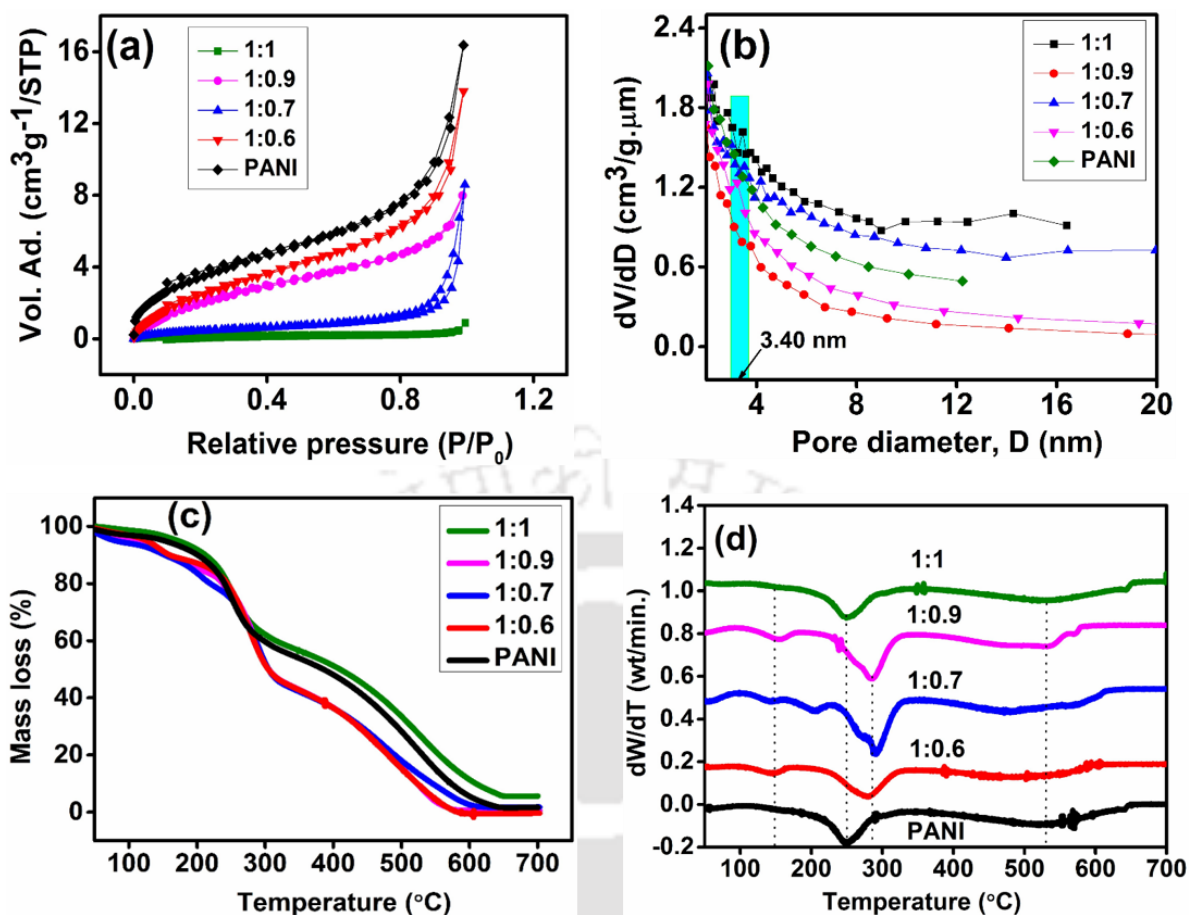 (a)
1:1
1:0.9
1:0.7
1:0.6
PANI
16
12
8
4
0
Vol. Ad. (cm³g⁻¹/STP)
0.0 0.4 0.8 1.2
Relative pressure (P/P₀)
(b)
1:1
1:0.9
1:0.7
1:0.6
PANI
2.4
1.8
1.2
0.6
0.0
dV/dD (cm³/g.μm)
3.40 nm
4 8 12 16 20
Pore diameter, D (nm)
(c)
1:1
1:0.9
1:0.7
1:0.6
PANI
100
80
60
40
20
0
Mass loss (%)
100 200 300 400 500 600 700
Temperature (°C)
(d)
1.4
1.2
1.0
0.8
0.6
0.4
0.2
0.0
-0.2
dW/dT (wt/min.)
1:1
1:0.9
1:0.7
1:0.6
PANI
100 200 300 400 500 600 700
Temperature (°C)